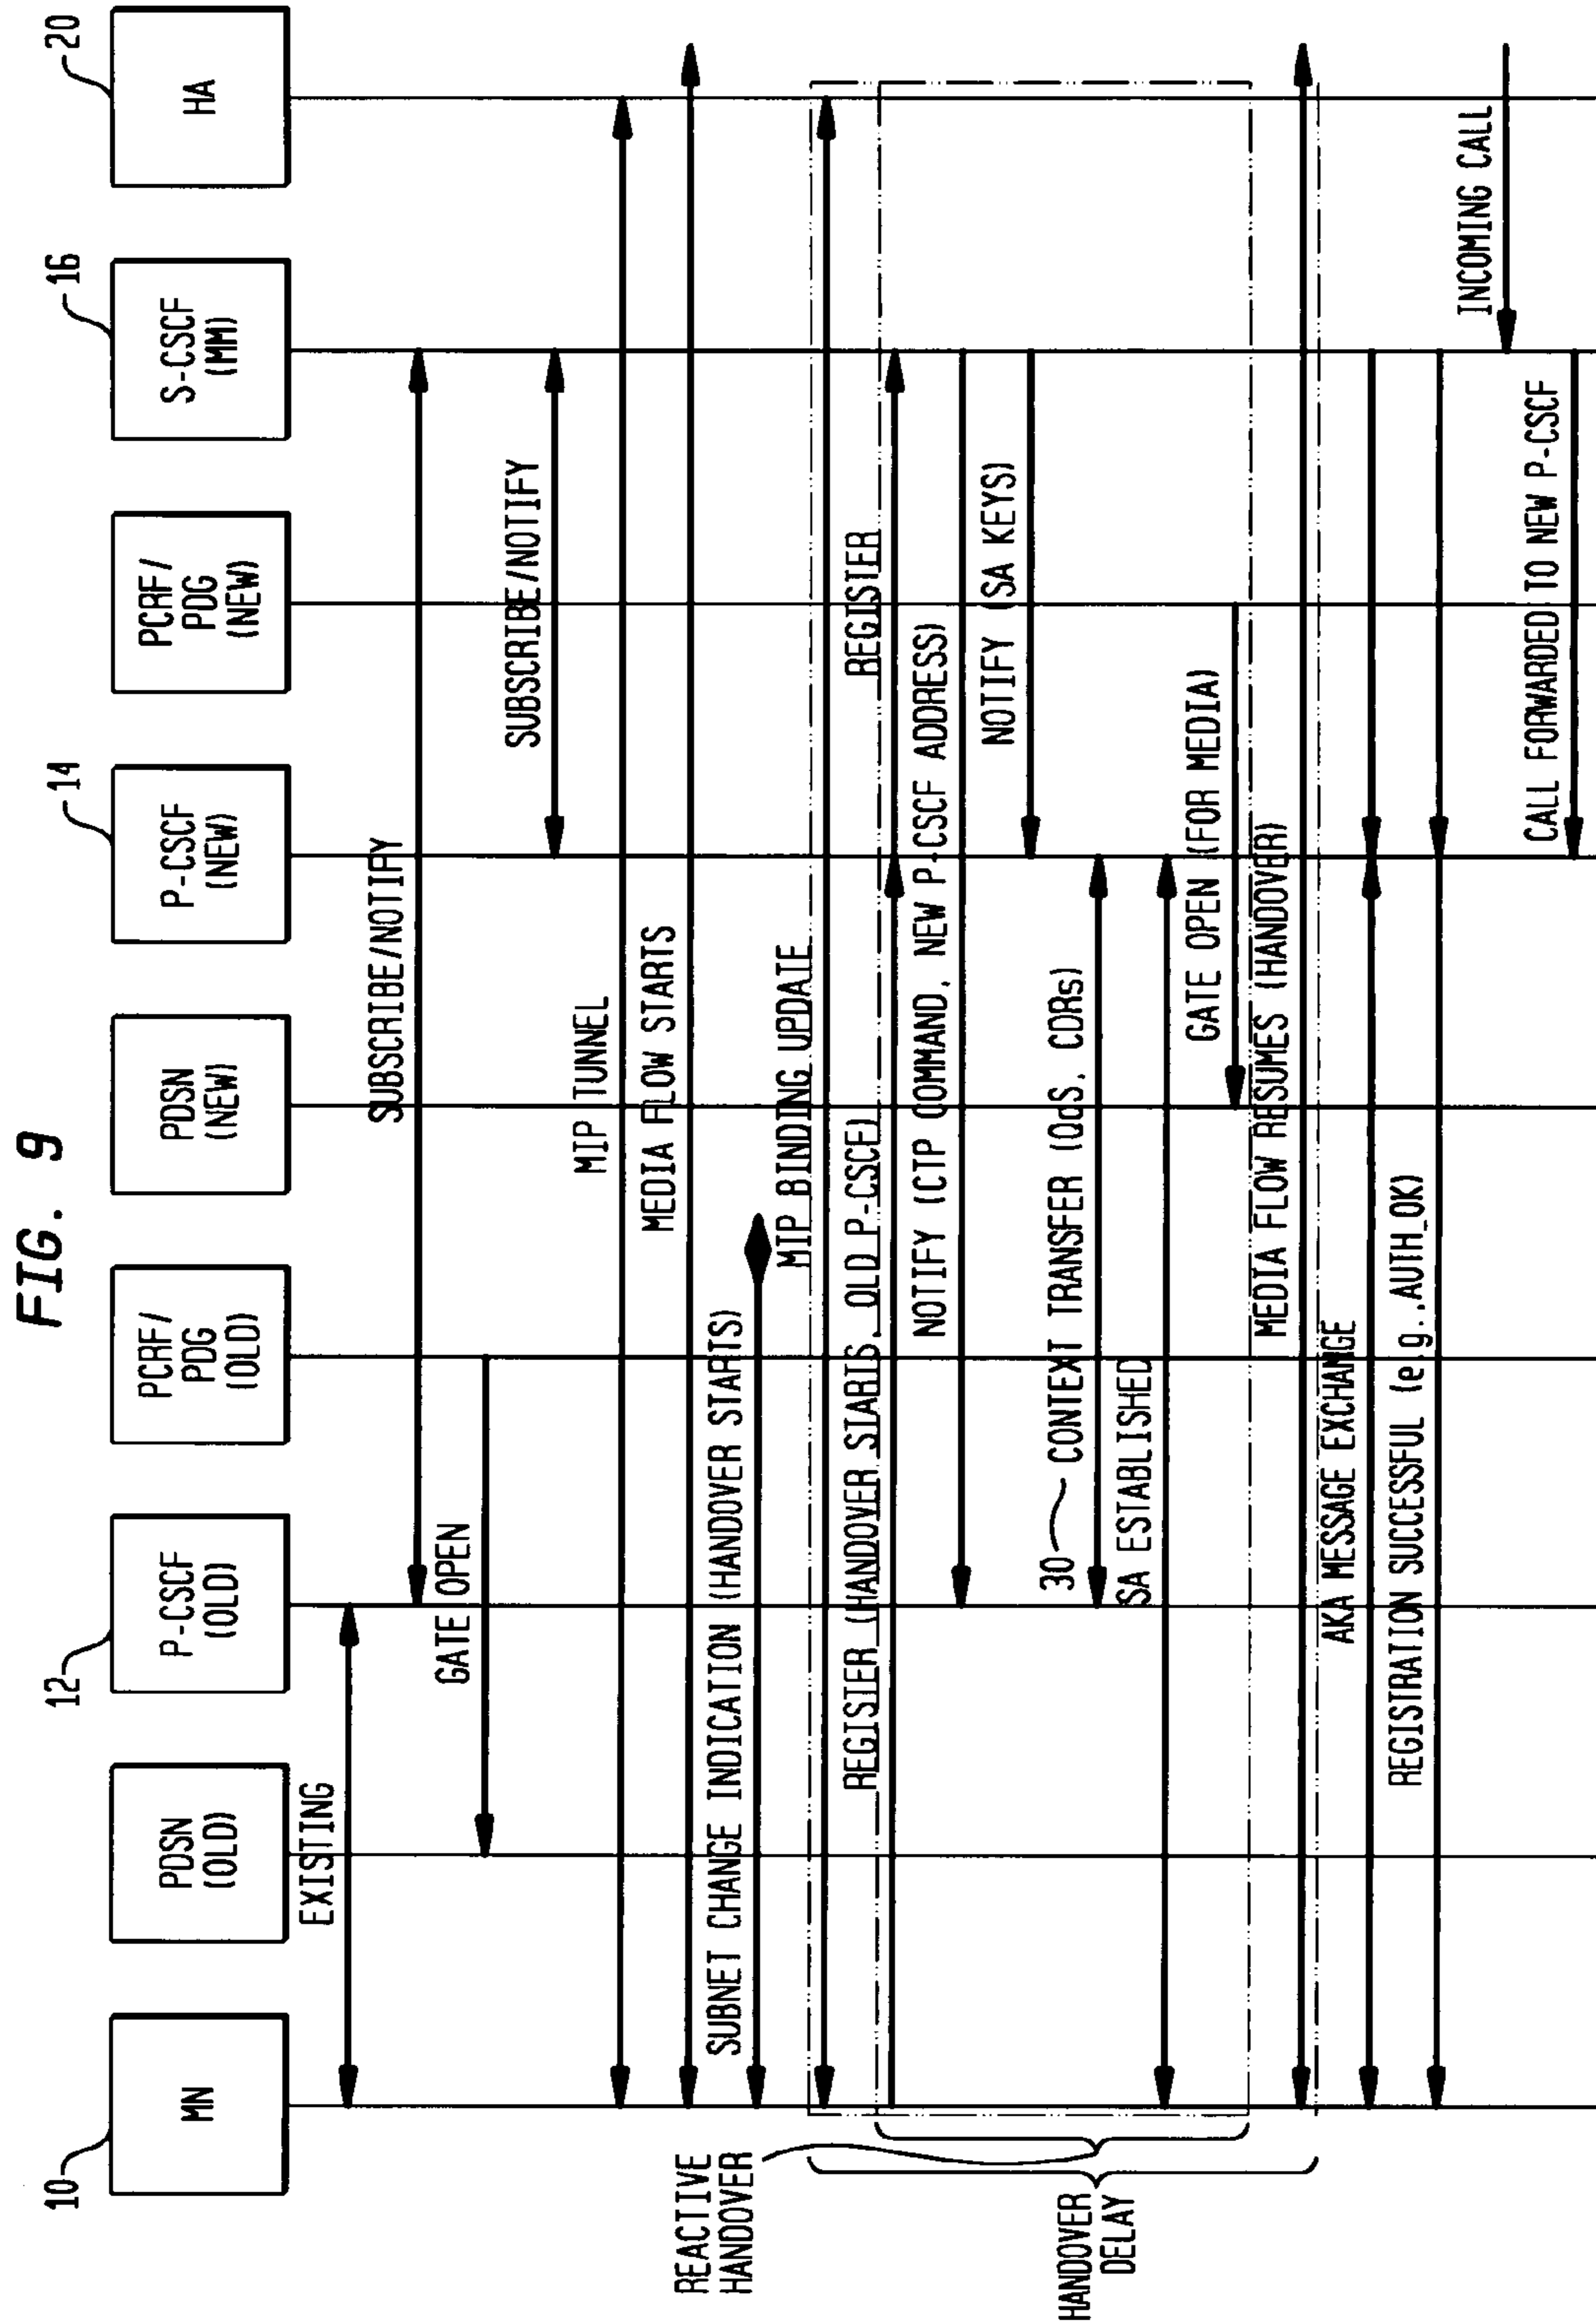 FIG. 9
10
MN
PDSN
(OLD)
12
P-CSCF
(OLD)
PCRF/
PDG
(OLD)
PDSN
(NEW)
14
P-CSCF
(NEW)
PCRF/
PDG
(NEW)
16
S-CSCF
(MM)
20
HA
EXISTING
SUBSCRIBE/NOTIFY
GATE OPEN
SUBSCRIBE/NOTIFY
MIP TUNNEL
MEDIA FLOW STARTS
REACTIVE
HANDOVER
SUBNET CHANGE INDICATION (HANDOVER STARTS)
MIP BINDING UPDATE
REGISTER (HANDOVER STARTS, OLD P-CSCF)
REGISTER
NOTIFY (CTP COMMAND, NEW P-CSCF ADDRESS)
NOTIFY (SA KEYS)
30
CONTEXT TRANSFER (QoS, CDRs)
HANDOVER
DELAY
SA ESTABLISHED
GATE OPEN (FOR MEDIA)
MEDIA FLOW RESUMES (HANDOVER)
AKA MESSAGE EXCHANGE
REGISTRATION SUCCESSFUL (e.g.,AUTH_OK)
INCOMING CALL
CALL FORWARDED TO NEW P-CSCF